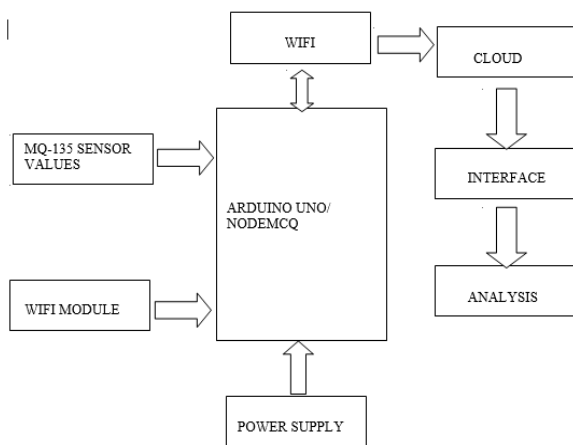 WIFI
CLOUD
MQ-135 SENSOR
VALUES
INTERFACE
ARDUINO UNO/
NODEMCQ
WIFI MODULE
ANALYSIS
POWER SUPPLY